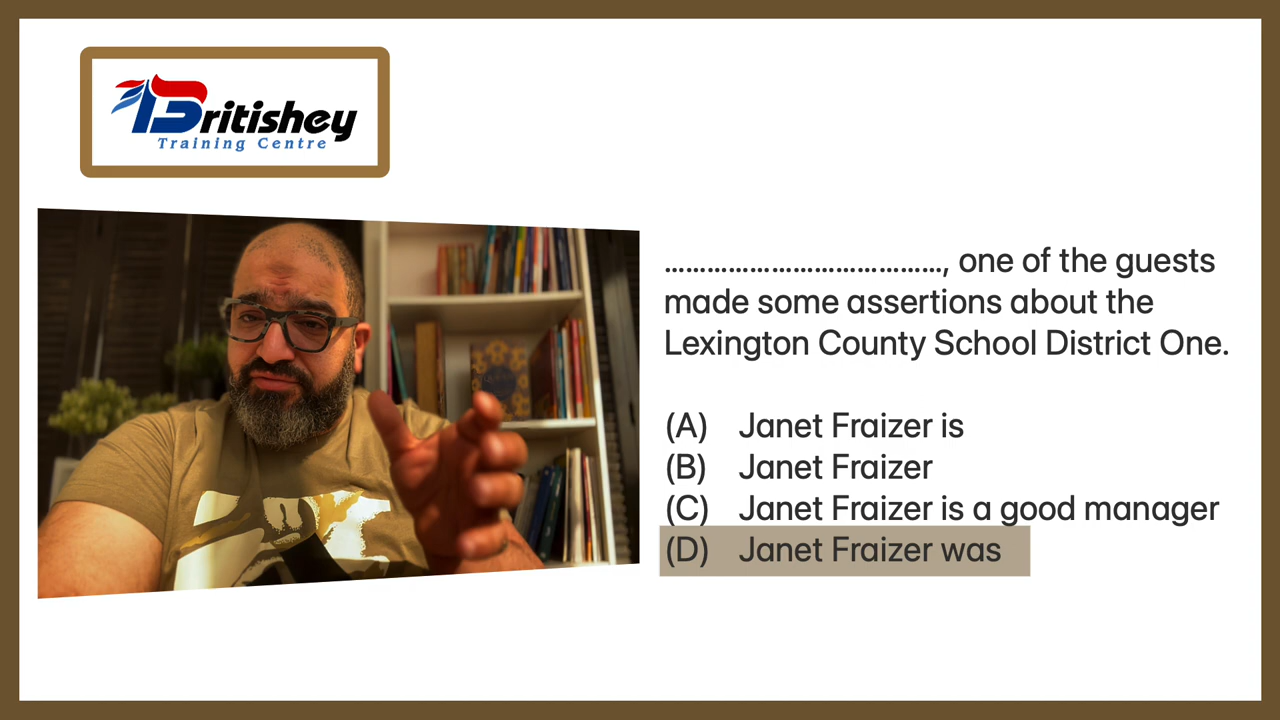 Britishey
Training Centre
………………………………, one of the guests
made some assertions about the
Lexington County School District One.
(A) Janet Fraizer is
(B) Janet Fraizer
(C) Janet Fraizer is a good manager
(D) Janet Fraizer was